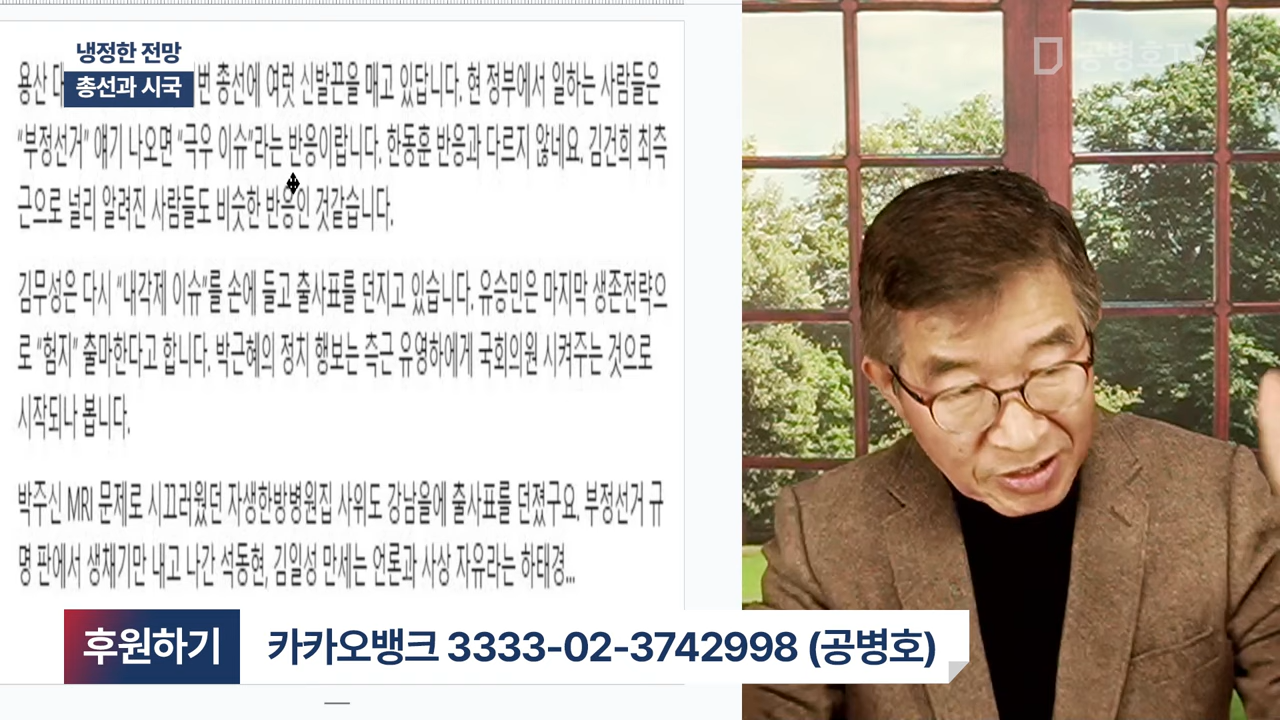 냉정한 전망
총선과 시국
공병호TV
용산 대 번 총선에 여럿 신발끈을 매고 있답니다. 현 정부에서 일하는 사람들은
“부정선거” 얘기 나오면 “극우 이슈”라는 반응이랍니다. 한동훈 반응과 다르지 않네요. 김건희 최측
근으로 널리 알려진 사람들도 비슷한 반응인 것같습니다.
김무성은 다시 “내각제 이슈”를 손에 들고 출사표를 던지고 있습니다. 유승민은 마지막 생존전략으
로 “험지” 출마한다고 합니다. 박근혜의 정치 행보는 측근 유영하에게 국회의원 시켜주는 것으로
시작되나 봅니다.
박주신 MRI 문제로 시끄러웠던 자생한방병원집 사위도 강남을에 출사표를 던졌구요. 부정선거 규
명 판에서 생채기만 내고 나간 석동현, 김일성 만세는 언론과 사상 자유라는 하태경...
후원하기 카카오뱅크 3333-02-3742998 (공병호)